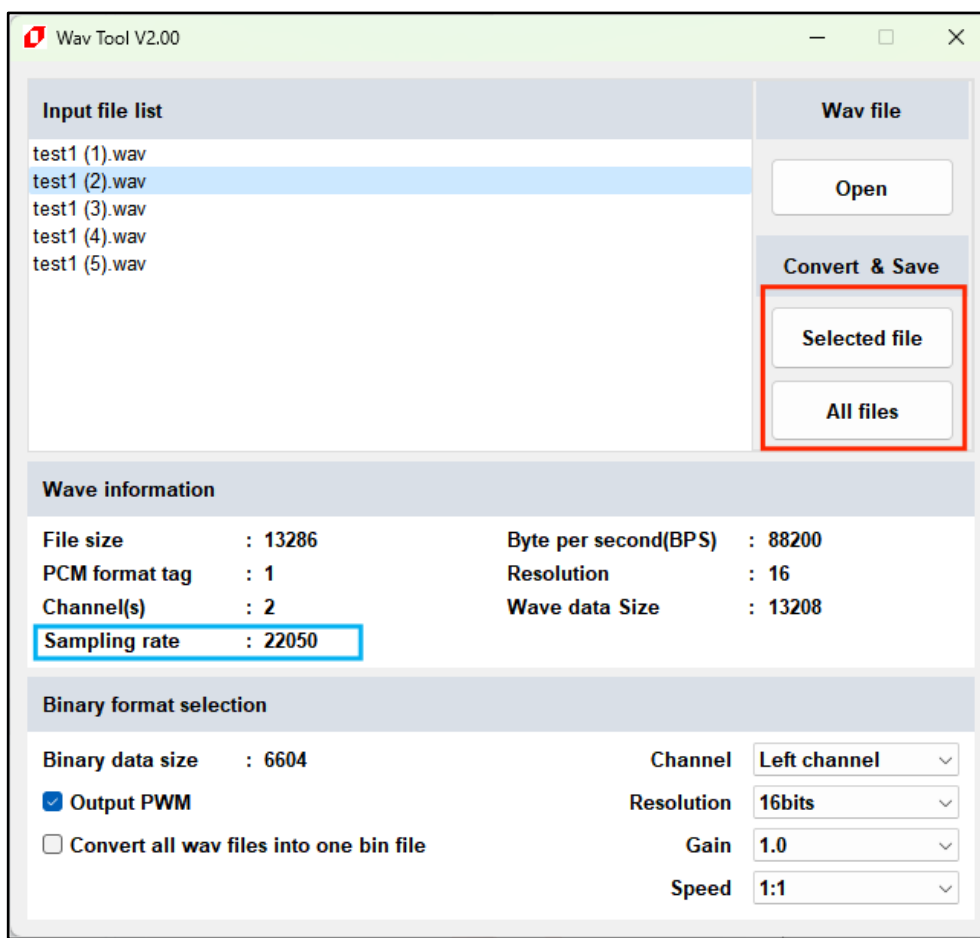 Wav Tool V2.00
Input file list
Wav file
test1 (1).wav
test1 (2).wav
test1 (3).wav
test1 (4).wav
test1 (5).wav
Open
Convert & Save
Selected file
All files
Wave information
File size : 13286 Byte per second(BPS) : 88200
PCM format tag : 1 Resolution : 16
Channel(s) : 2 Wave data Size : 13208
Sampling rate : 22050
Binary format selection
Binary data size : 6604 Channel Left channel
Output PWM Resolution 16bits
Convert all wav files into one bin file Gain 1.0
Speed 1:1